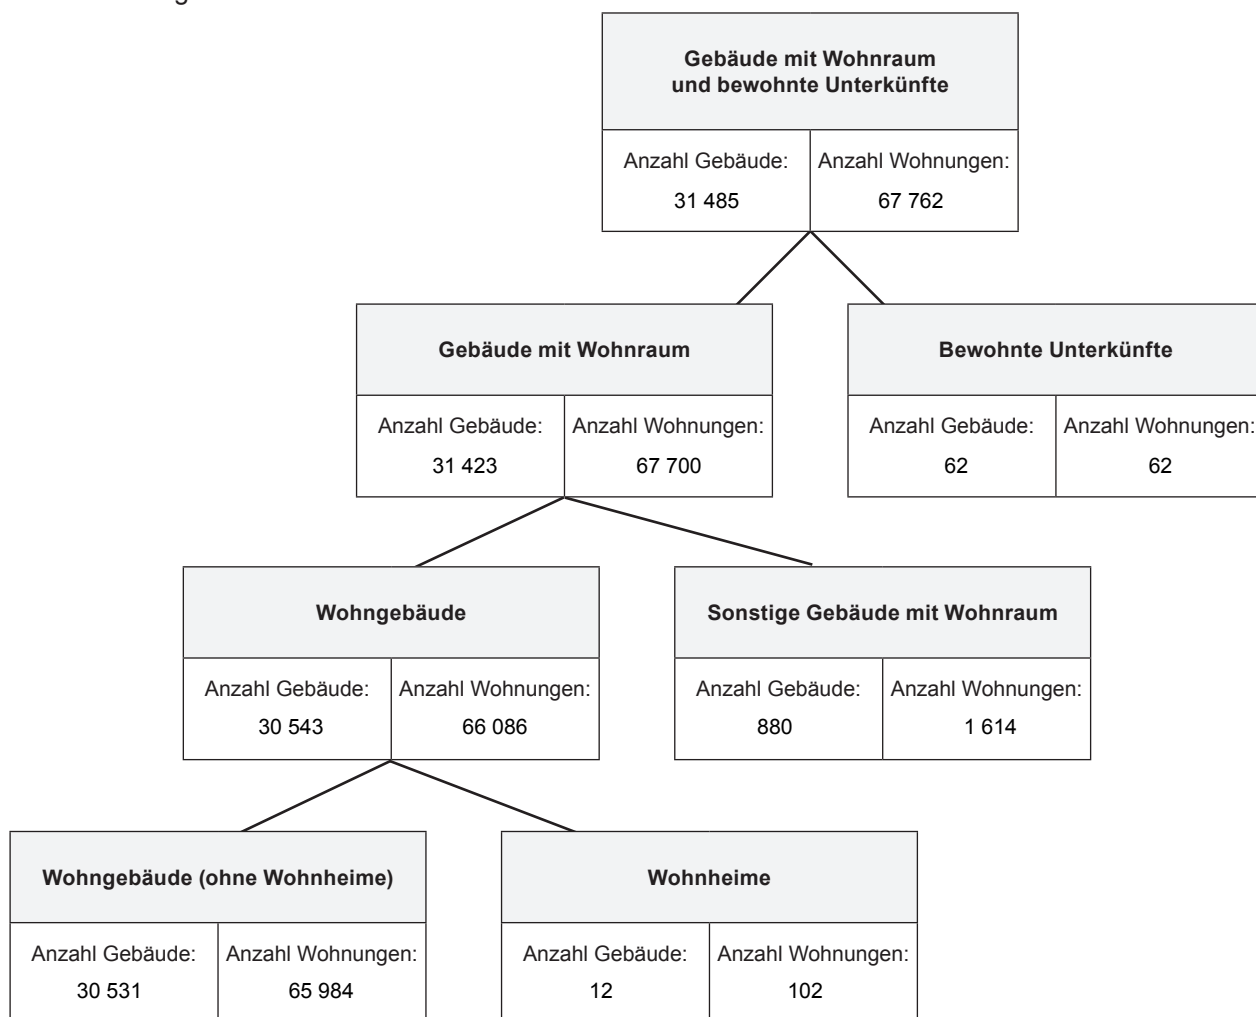 Gebäude mit Wohnraum
und bewohnte Unterkünfte
Anzahl Gebäude: Anzahl Wohnungen:
31 485 67 762
Gebäude mit Wohnraum
Anzahl Gebäude: Anzahl Wohnungen:
31 423 67 700
Bewohnte Unterkünfte
Anzahl Gebäude: Anzahl Wohnungen:
62 62
Wohngebäude
Anzahl Gebäude: Anzahl Wohnungen:
30 543 66 086
Sonstige Gebäude mit Wohnraum
Anzahl Gebäude: Anzahl Wohnungen:
880 1 614
Wohngebäude (ohne Wohnheime)
Anzahl Gebäude: Anzahl Wohnungen:
30 531 65 984
Wohnheime
Anzahl Gebäude: Anzahl Wohnungen:
12 102